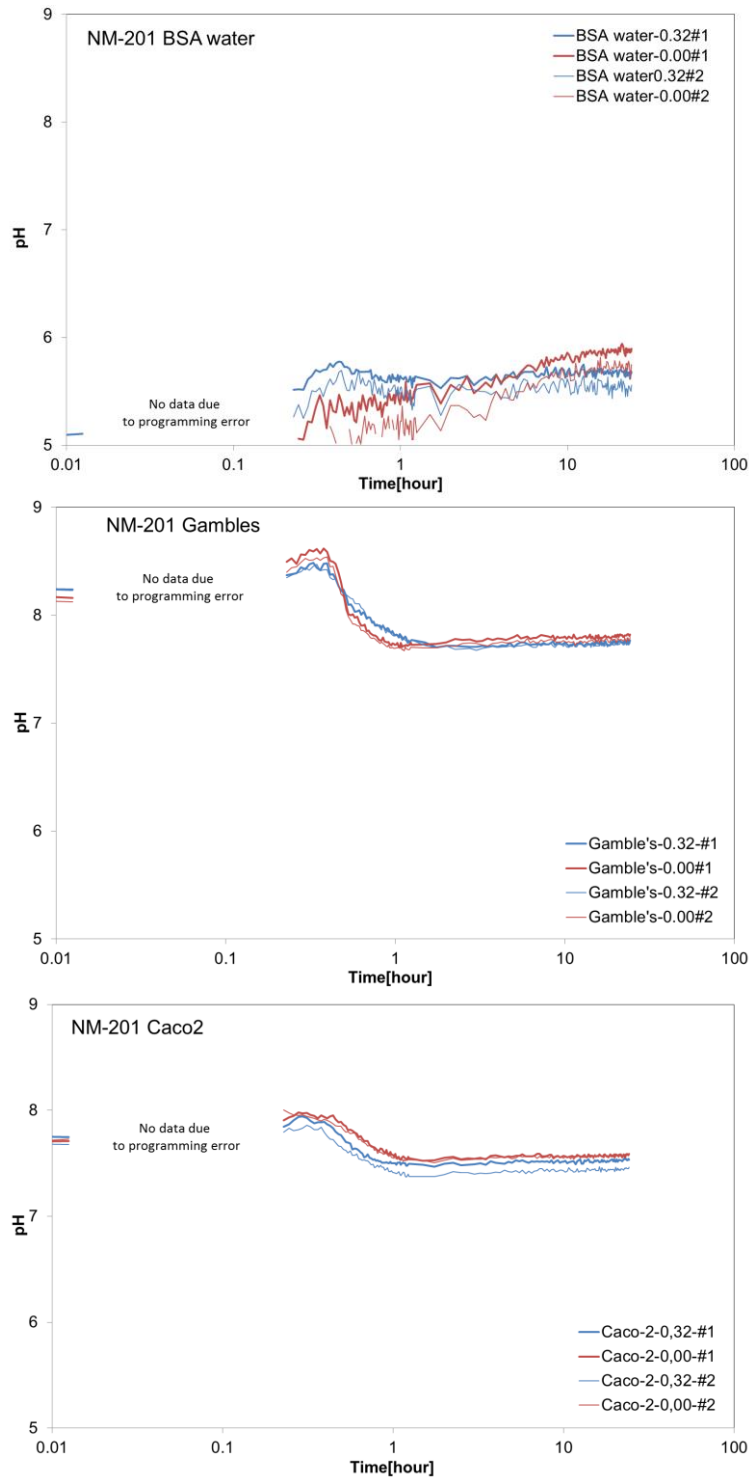 NM-201 BSA water
BSA water-0.32#1
BSA water-0.00#1
BSA water0.32#2
BSA water-0.00#2
9
8
7
6
5
pH
No data due
to programming error
0.01
0.1
1
10
100
Time[hour]
NM-201 Gambles
9
8
7
6
5
pH
No data due
to programming error
Gamble's-0.32-#1
Gamble's-0.00#1
Gamble's-0.32-#2
Gamble's-0.00#2
0.01
0.1
1
10
100
Time[hour]
NM-201 Caco2
9
8
7
6
5
pH
No data due
to programming error
Caco-2-0,32-#1
Caco-2-0,00-#1
Caco-2-0,32-#2
Caco-2-0,00-#2
0.01
0.1
1
10
100
Time[hour]